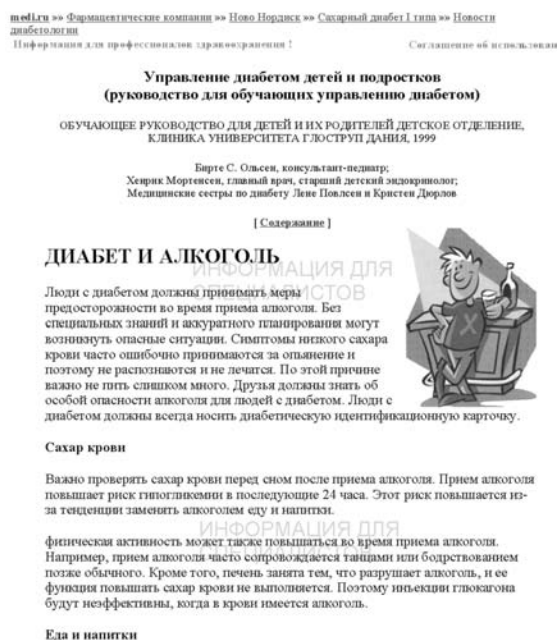 medi.ru »» Фармацевтические компании »» Ново Нордиск »» Сахарный диабет I типа »» Новости
диабетологии
Информация для профессионалов здравоохранения !
Соглашение об использован
Управление диабетом детей и подростков
(руководство для обучающих управлению диабетом)
ОБУЧАЮЩЕЕ РУКОВОДСТВО ДЛЯ ДЕТЕЙ И ИХ РОДИТЕЛЕЙ ДЕТСКОЕ ОТДЕЛЕНИЕ,
КЛИНИКА УНИВЕРСИТЕТА ГЛОСТРУП ДАНИЯ, 1999
Бирте С. Ольсен, консультант-педиатр;
Хенрик Мортенсен, главный врач, старший детский эндокринолог;
Медицинские сестры по диабету Лене Повлсен и Кристен Дюрлов
[ Содержание ]
ДИАБЕТ И АЛКОГОЛЬ
ИНФОРМАЦИЯ ДЛЯ
СПЕЦИАЛИСТОВ
Люди с диабетом должны принимать меры
предосторожности во время приема алкоголя. Без
специальных знаний и аккуратного планирования могут
возникнуть опасные ситуации. Симптомы низкого сахара
крови часто ошибочно принимаются за опьянение и
поэтому не распознаются и не лечатся. По этой причине
важно не пить слишком много. Друзья должны знать об
особой опасности алкоголя для людей с диабетом. Люди с
диабетом должны всегда носить диабетическую идентификационную карточку.
Сахар крови
Важно проверять сахар крови перед сном после приема алкоголя. Прием алкоголя
повышает риск гипогликемии в последующие 24 часа. Этот риск повышается из-
за тенденции заменять алкоголем еду и напитки.
ИНФОРМАЦИЯ ДЛЯ
СПЕЦИАЛИСТОВ
физическая активность может также повышаться во время приема алкоголя.
Например, прием алкоголя часто сопровождается танцами или бодрствованием
позже обычного. Кроме того, печень занята тем, что разрушает алкоголь, и ее
функция повышать сахар крови не выполняется. Поэтому инъекции глюкагона
будут неэффективны, когда в крови имеется алкоголь.
Еда и напитки